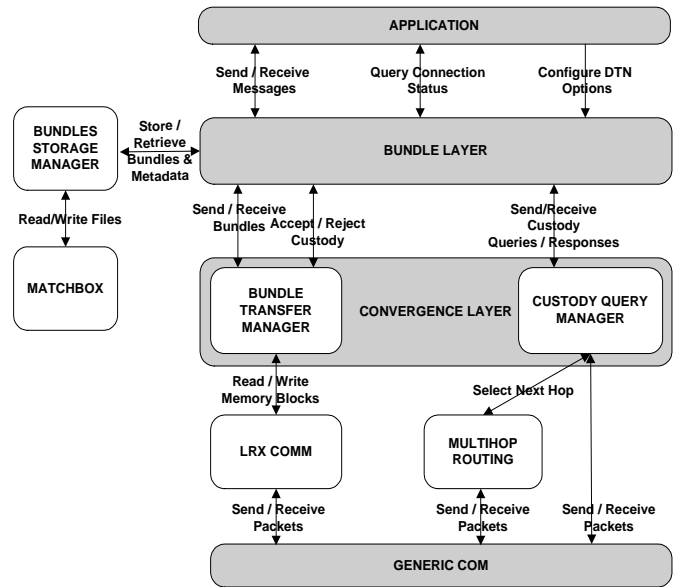 APPLICATION
Send / Receive
Messages
Query Connection
Status
Configure DTN
Options
BUNDLES
STORAGE
MANAGER
Store /
Retrieve
Bundles &
Metadata
BUNDLE LAYER
Read/Write Files
Send / Receive
Bundles
Accept / Reject
Custody
Send/Receive
Custody
Queries / Responses
MATCHBOX
BUNDLE
TRANSFER
MANAGER
CONVERGENCE LAYER
CUSTODY QUERY
MANAGER
Read / Write
Memory Blocks
Select Next Hop
LRX COMM
MULTIHOP
ROUTING
Send / Receive
Packets
Send / Receive
Packets
Send / Receive
Packets
GENERIC COM